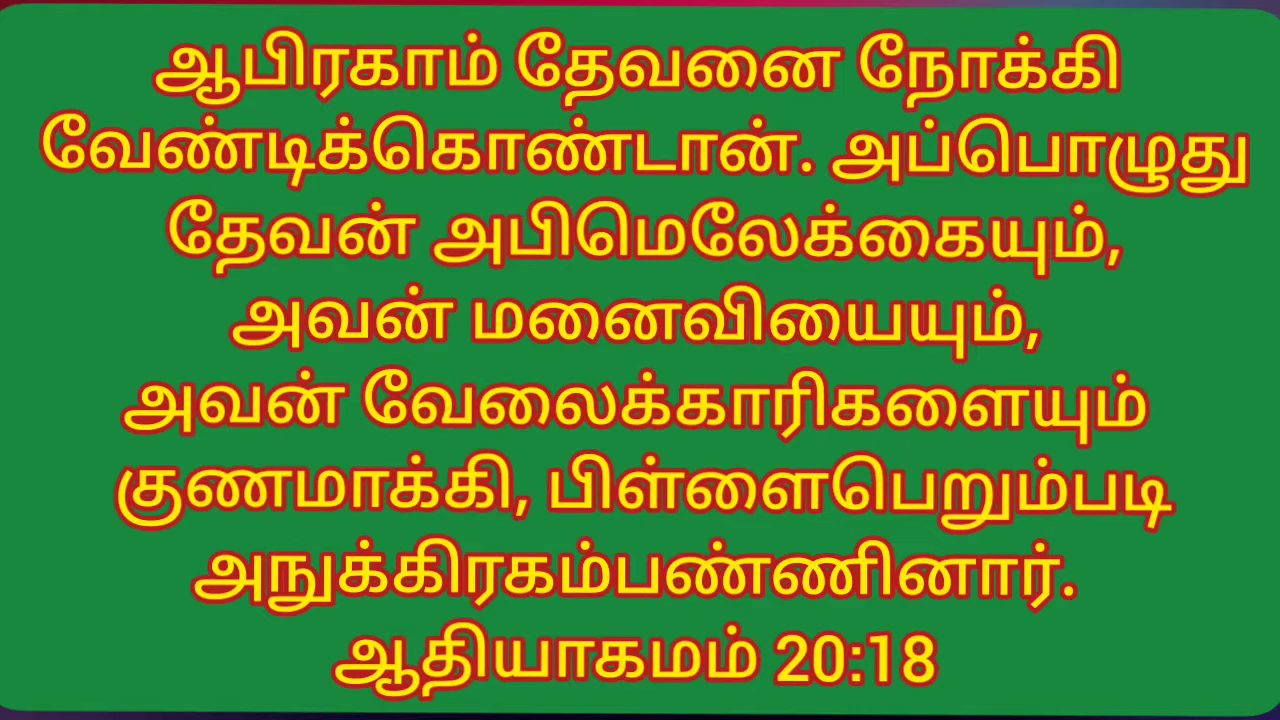 ஆபிரகாம் தேவனை நோக்கி
வேண்டிக்கொண்டான். அப்பொழுது
தேவன் அபிமெலேக்கையும்,
அவன் மனைவியையும்,
அவன் வேலைக்காரிகளையும்
குணமாக்கி, பிள்ளைபெறும்படி
அநுக்கிரகம்பண்ணினார்.
ஆதியாகமம் 20:18